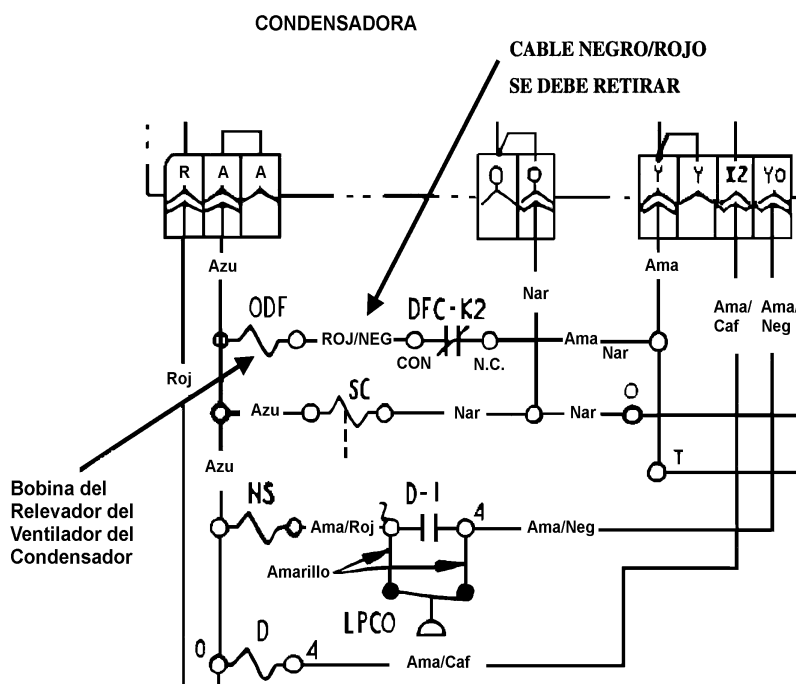 CONDENSADORA
CABLE NEGRO/ROJO
SE DEBE RETIRAR
R A A
O O
Y Y X2 YO
Azu
Ama
Nar
Ama/
Caf
Ama/
Neg
ODF
DFC-K2
ROJ/NEG
CON
N.C.
Ama
Nar
Roj
SC
Azu
Nar
Nar
O
T
Azu
Bobina del
Relevador del
Ventilador del
Condensador
HS
Ama/Roj
2
D-1
4
Ama/Neg
Amarillo
LPCO
O
D
4
Ama/Caf